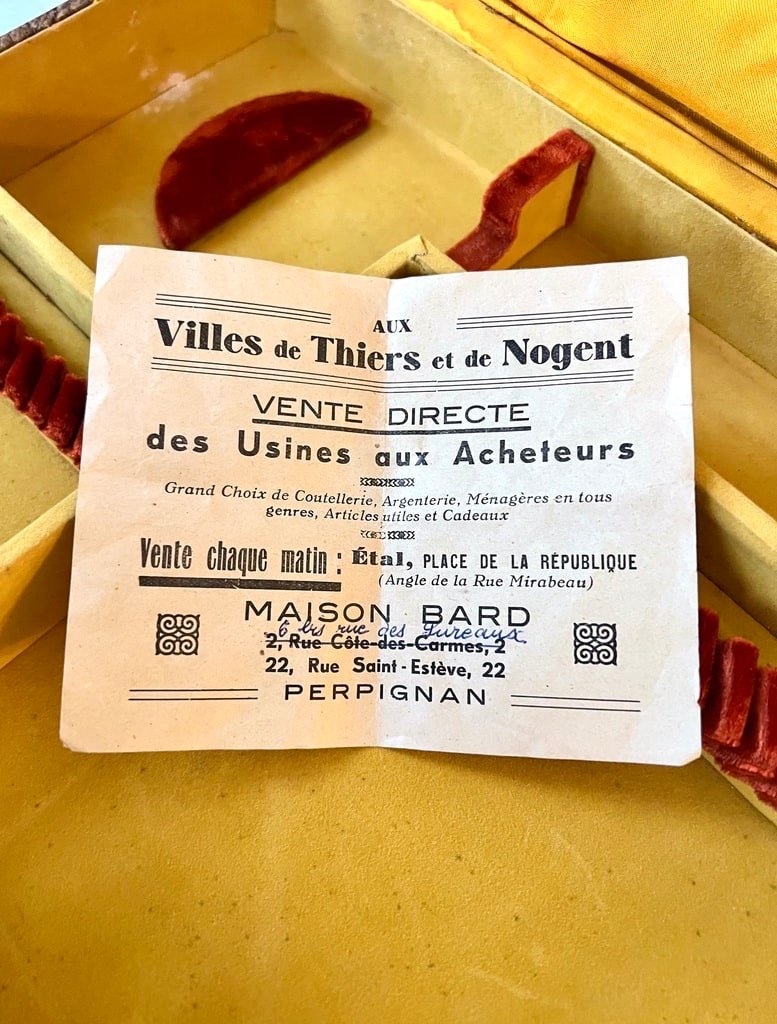 AUX
Villes de Thiers et de Nogent
VENTE DIRECTE
des Usines aux Acheteurs
Grand Choix de Coutellerie, Argenterie, Ménagères en tous
genres, Articles utiles et Cadeaux
Vente chaque matin : Étal, PLACE DE LA RÉPUBLIQUE
(Angle de la Rue Mirabeau)
MAISON BARD
6 bis rue des Sureaux
2, Rue Côte-des-Carmes, 2
22, Rue Saint-Estève, 22
PERPIGNAN